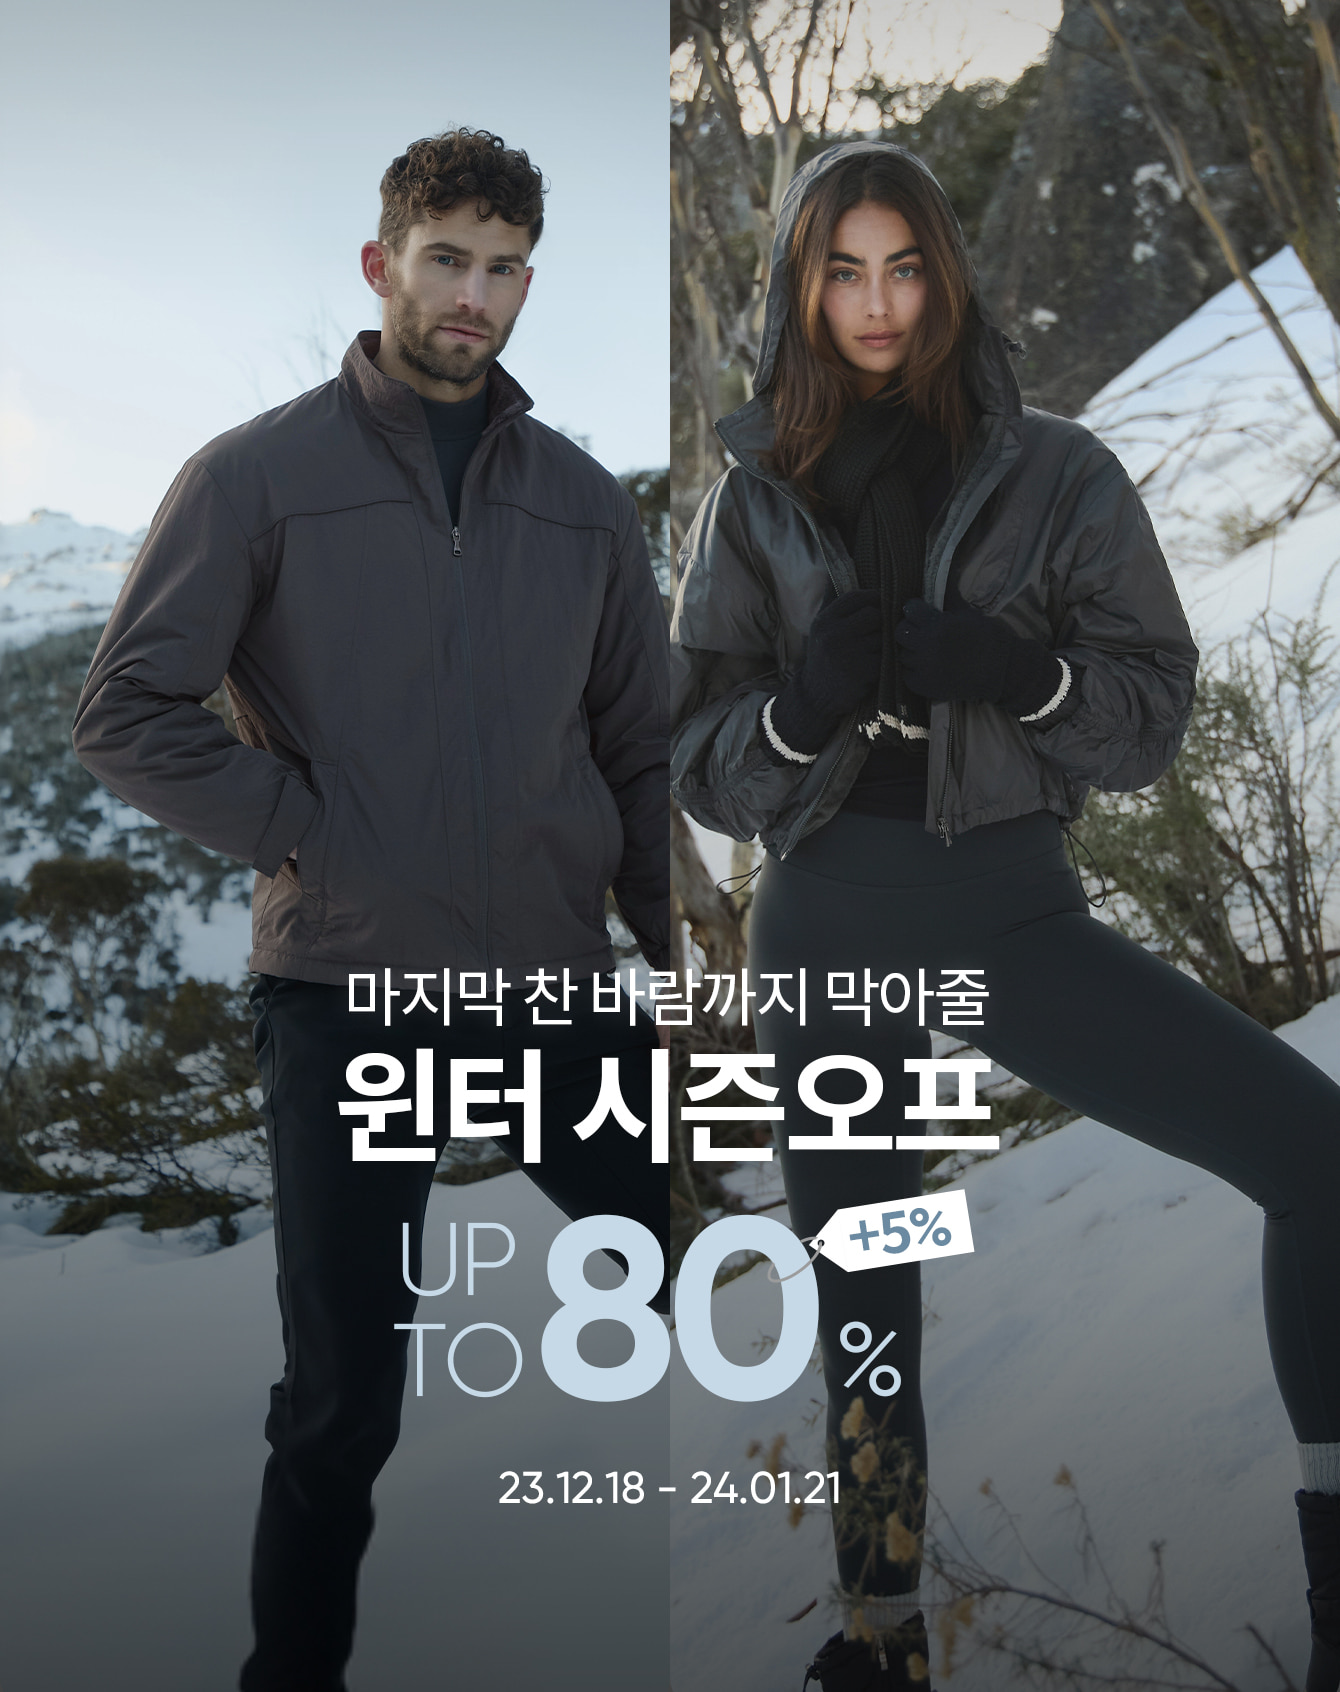 마지막 찬 바람까지 막아줄
윈터 시즌오프
UP TO 80% +5%
23.12.18 - 24.01.21